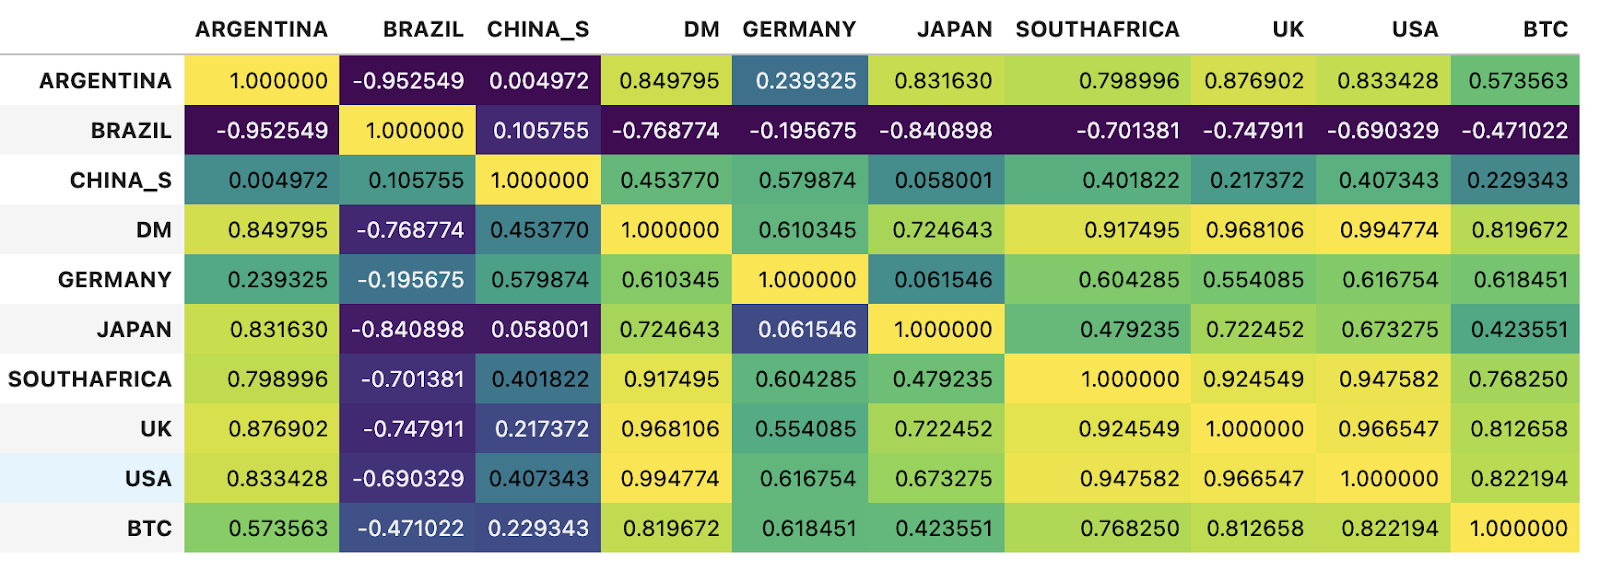 ARGENTINA BRAZIL CHINA_S DM GERMANY JAPAN SOUTHAFRICA UK USA BTC
ARGENTINA 1.000000 -0.952549 0.004972 0.849795 0.239325 0.831630 0.798996 0.876902 0.833428 0.573563
BRAZIL -0.952549 1.000000 0.105755 -0.768774 -0.195675 -0.840898 -0.701381 -0.747911 -0.690329 -0.471022
CHINA_S 0.004972 0.105755 1.000000 0.453770 0.579874 0.058001 0.401822 0.217372 0.407343 0.229343
DM 0.849795 -0.768774 0.453770 1.000000 0.610345 0.724643 0.917495 0.968106 0.994774 0.819672
GERMANY 0.239325 -0.195675 0.579874 0.610345 1.000000 0.061546 0.604285 0.554085 0.616754 0.618451
JAPAN 0.831630 -0.840898 0.058001 0.724643 0.061546 1.000000 0.479235 0.722452 0.673275 0.423551
SOUTHAFRICA 0.798996 -0.701381 0.401822 0.917495 0.604285 0.479235 1.000000 0.924549 0.947582 0.768250
UK 0.876902 -0.747911 0.217372 0.968106 0.554085 0.722452 0.924549 1.000000 0.966547 0.812658
USA 0.833428 -0.690329 0.407343 0.994774 0.616754 0.673275 0.947582 0.966547 1.000000 0.822194
BTC 0.573563 -0.471022 0.229343 0.819672 0.618451 0.423551 0.768250 0.812658 0.822194 1.000000